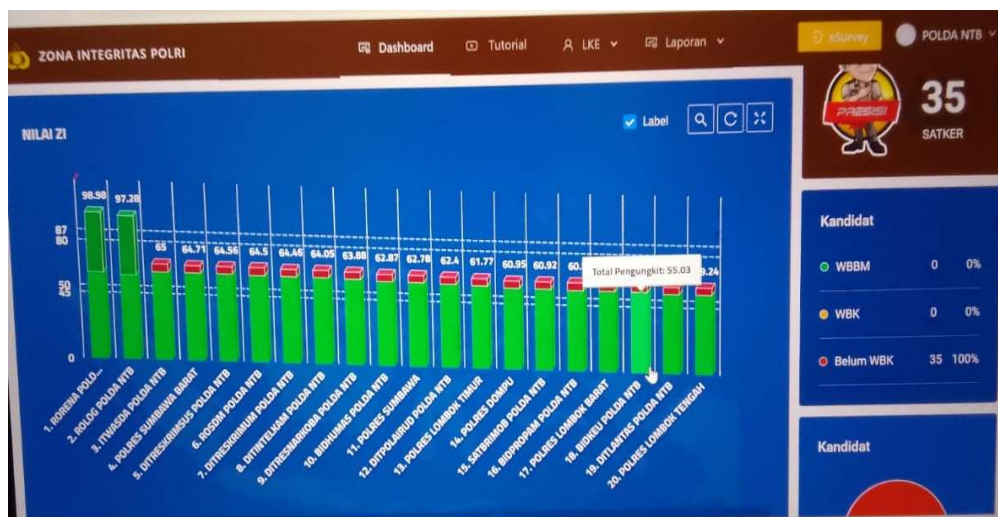 ZONA INTEGRITAS POLRI
Dashboard
Tutorial
LKE
Laporan
eSurvey
POLDA NTB
PRESISI
35
SATKER
NILAI ZI
Label
98.98
97.28
65
64.71
64.56
64.5
64.46
64.05
63.88
62.87
62.78
62.4
61.77
60.95
60.92
Total Pengungkit: 55.03
87
80
50
45
0
1. RORENA POLD...
2. ROLOG POLDA NTB
3. ITWASDA POLDA NTB
4. POLRES SUMBAWA BARAT
5. DITRESKRIMSUS POLDA NTB
6. ROSDM POLDA NTB
7. DITRESKRIMUM POLDA NTB
8. DITINTELKAM POLDA NTB
9. DITRESNARKOBA POLDA NTB
10. BIDHUMAS POLDA NTB
11. POLRES SUMBAWA
12. DITPOLAIRUD POLDA NTB
13. POLRES LOMBOK TIMUR
14. POLRES DOMPU
15. SATBRIMOB POLDA NTB
16. BIDPROPAM POLDA NTB
17. POLRES LOMBOK BARAT
18. BIDKEU POLDA NTB
19. DITLANTAS POLDA NTB
20. POLRES LOMBOK TENGAH
Kandidat
WBBM 0 0%
WBK 0 0%
Belum WBK 35 100%
Kandidat